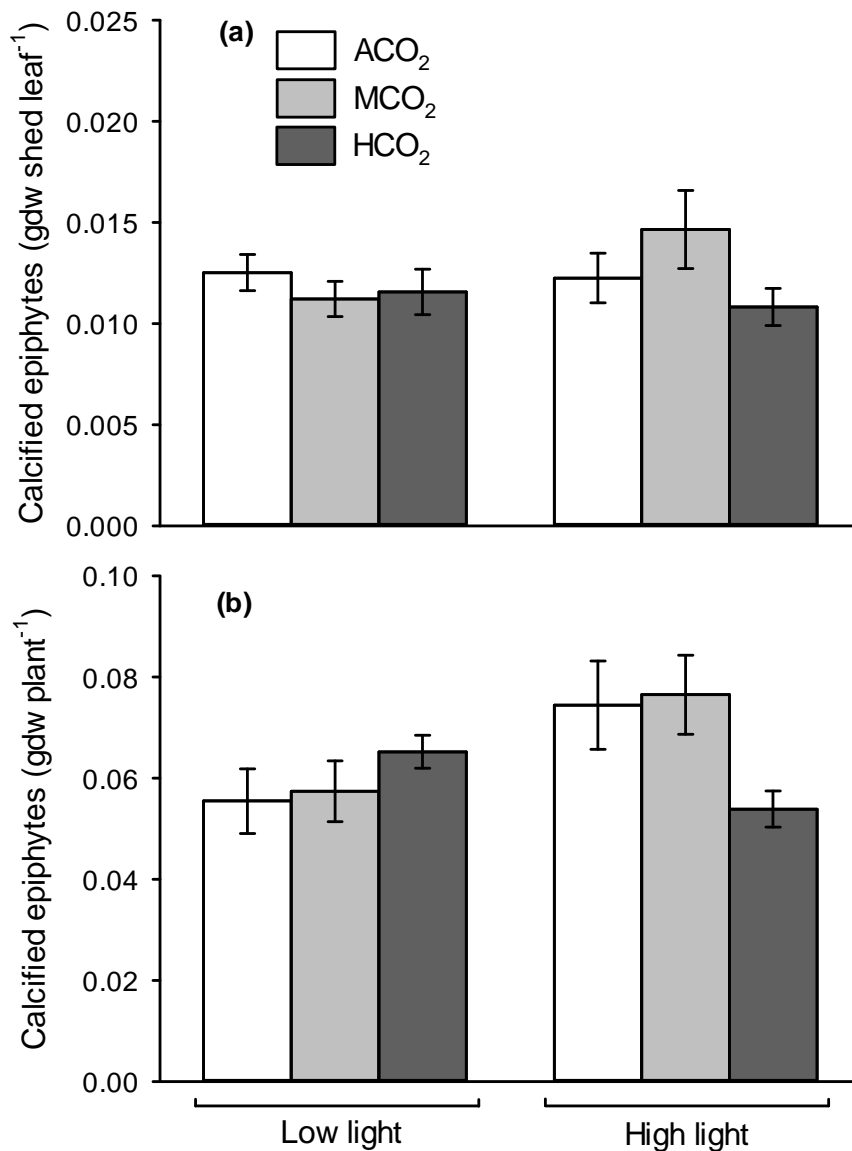 (a)
ACO₂
MCO₂
HCO₂
Calcified epiphytes (gdw shed leaf⁻¹)
0.025
0.020
0.015
0.010
0.005
0.000
(b)
Calcified epiphytes (gdw plant⁻¹)
0.10
0.08
0.06
0.04
0.02
0.00
Low light
High light